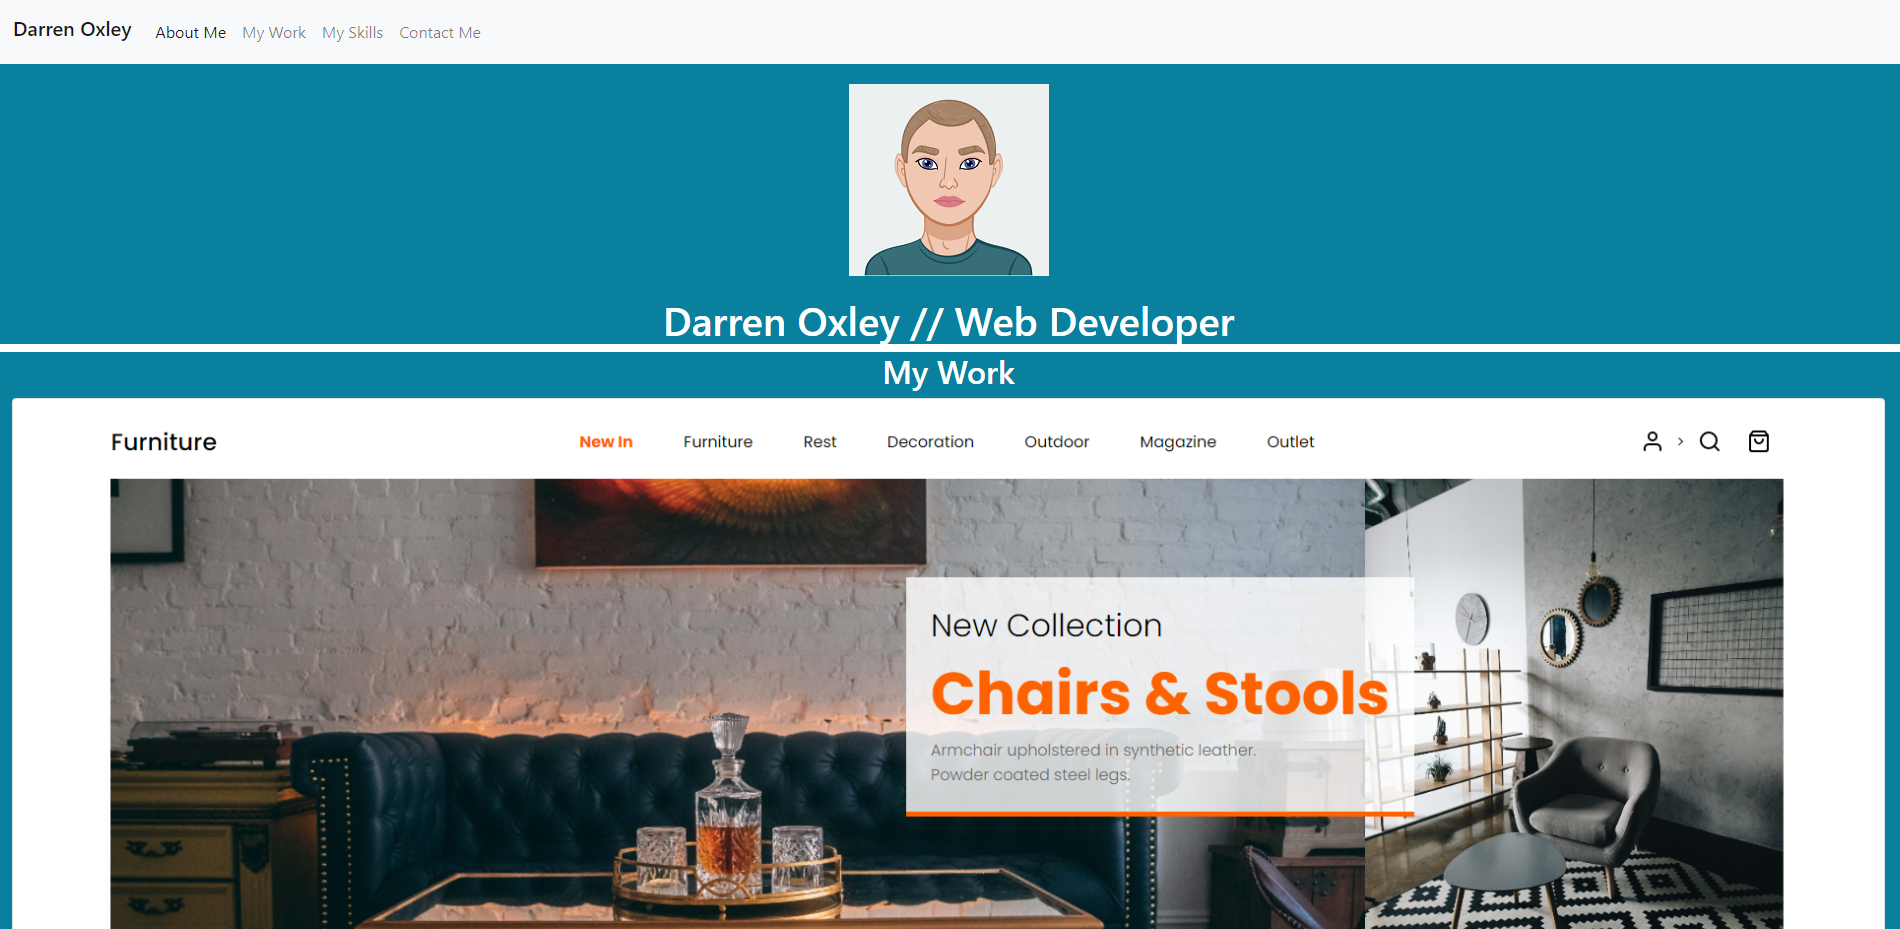 Darren Oxley About Me My Work My Skills Contact Me
Darren Oxley // Web Developer
My Work
Furniture New In Furniture Rest Decoration Outdoor Magazine Outlet >
New Collection
Chairs & Stools
Armchair upholstered in synthetic leather.
Powder coated steel legs.